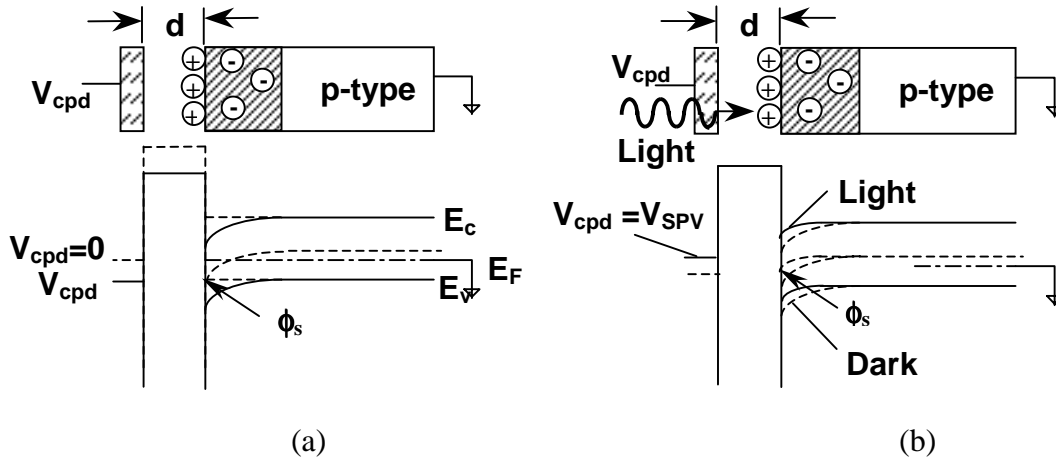 d
+
+
+
-
-
-
p-type
V_cpd
E_c
V_cpd=0
V_cpd
E_F
E_v
ϕ_s
(a)
d
+
+
+
-
-
-
p-type
V_cpd
Light
Light
V_cpd =V_SPV
ϕ_s
Dark
(b)